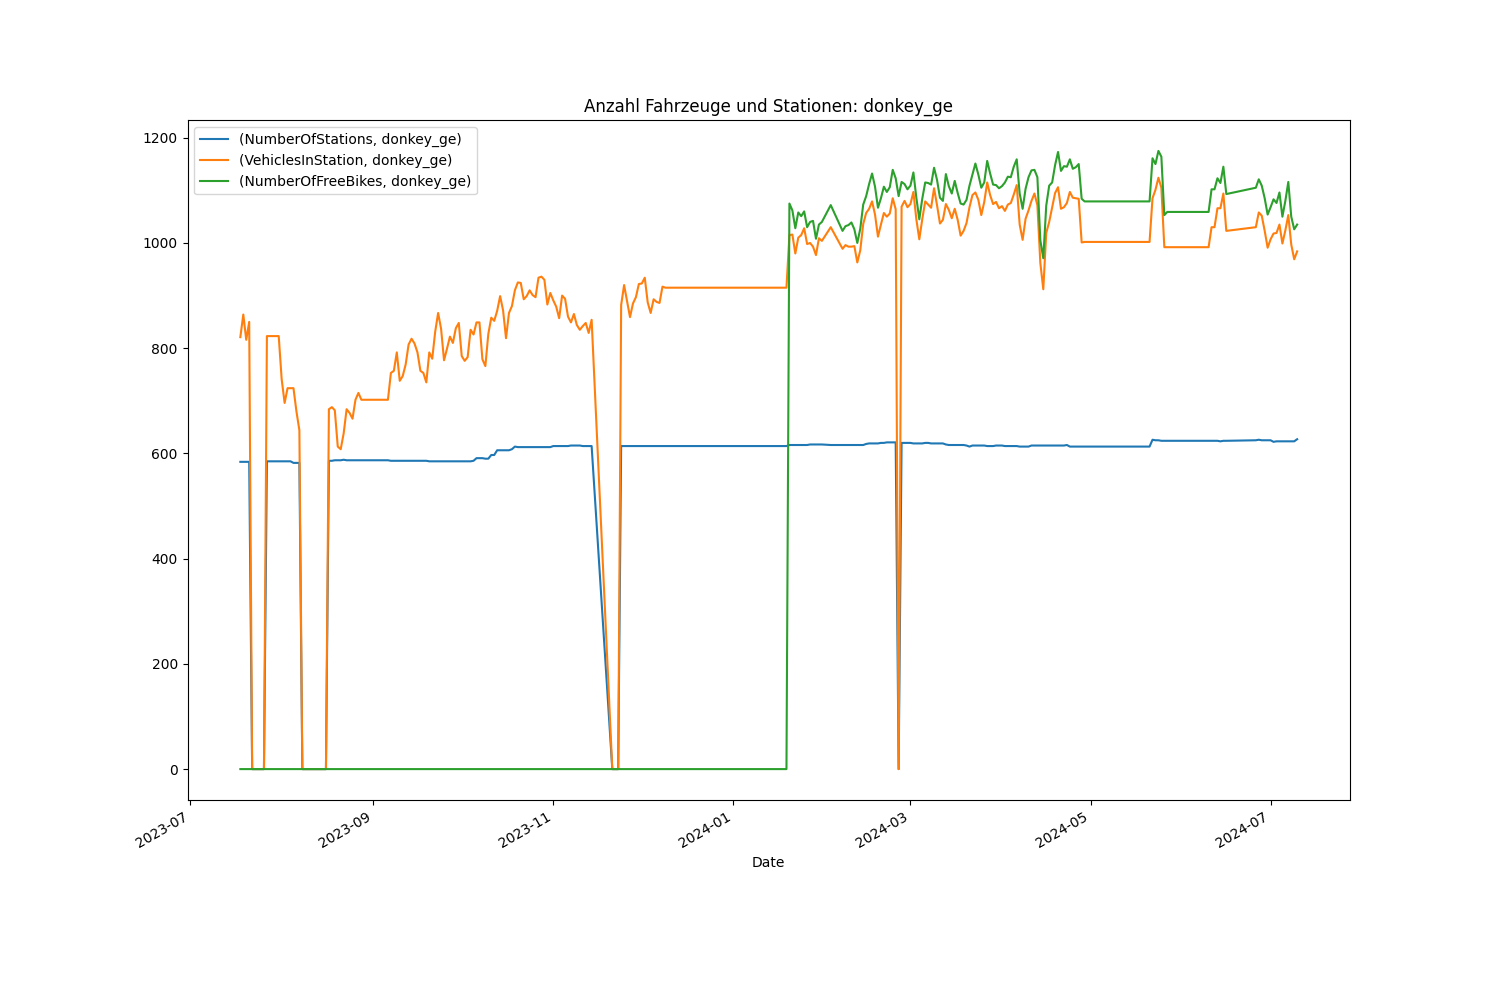 Anzahl Fahrzeuge und Stationen: donkey_ge
(NumberOfStations, donkey_ge)
(VehiclesInStation, donkey_ge)
(NumberOfFreeBikes, donkey_ge)
1200
1000
800
600
400
200
0
2023-07
2023-09
2023-11
2024-01
2024-03
2024-05
2024-07
Date